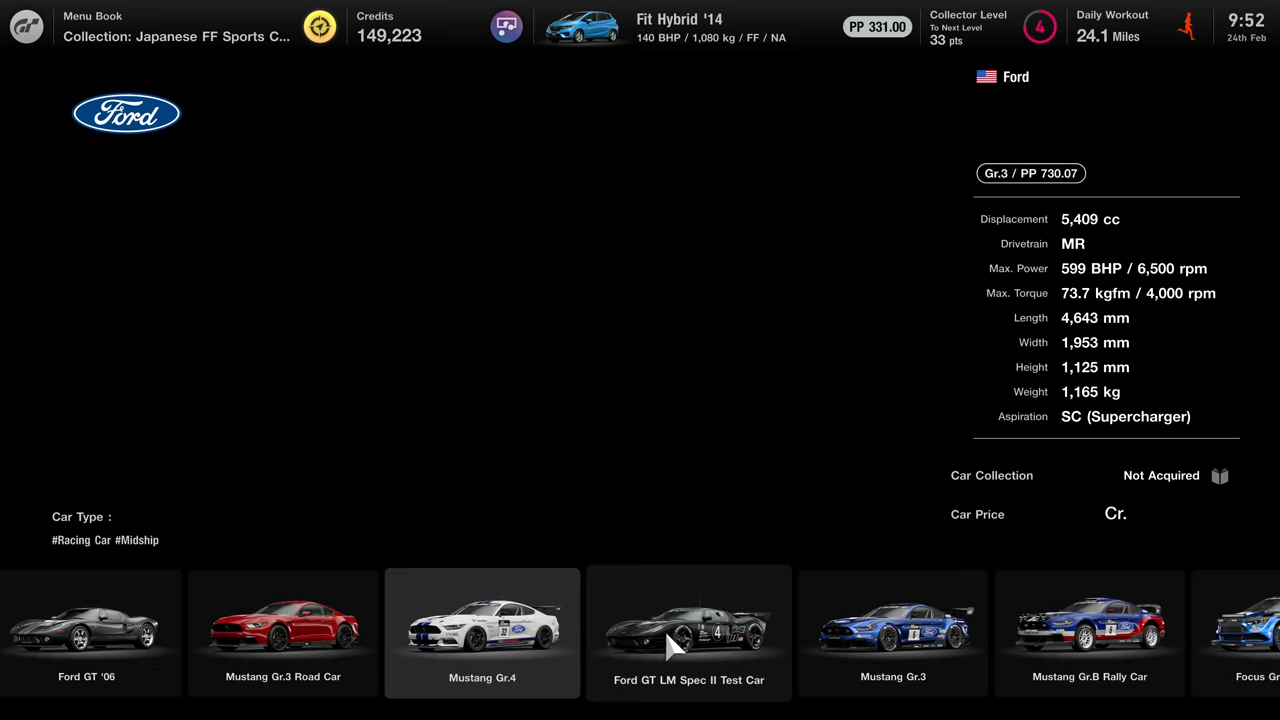 Menu Book
Collection: Japanese FF Sports C...
Credits
149,223
Fit Hybrid '14
140 BHP / 1,080 kg / FF / NA
PP 331.00
Collector Level
To Next Level
33 pts
4
Daily Workout
24.1 Miles
9:52
24th Feb
Ford
Ford
Gr.3 / PP 730.07
Displacement 5,409 cc
Drivetrain MR
Max. Power 599 BHP / 6,500 rpm
Max. Torque 73.7 kgfm / 4,000 rpm
Length 4,643 mm
Width 1,953 mm
Height 1,125 mm
Weight 1,165 kg
Aspiration SC (Supercharger)
Car Collection Not Acquired
Car Price Cr.
Car Type :
#Racing Car #Midship
Ford GT '06
Mustang Gr.3 Road Car
Mustang Gr.4
Ford GT LM Spec II Test Car
Mustang Gr.3
Mustang Gr.B Rally Car
Focus Gr